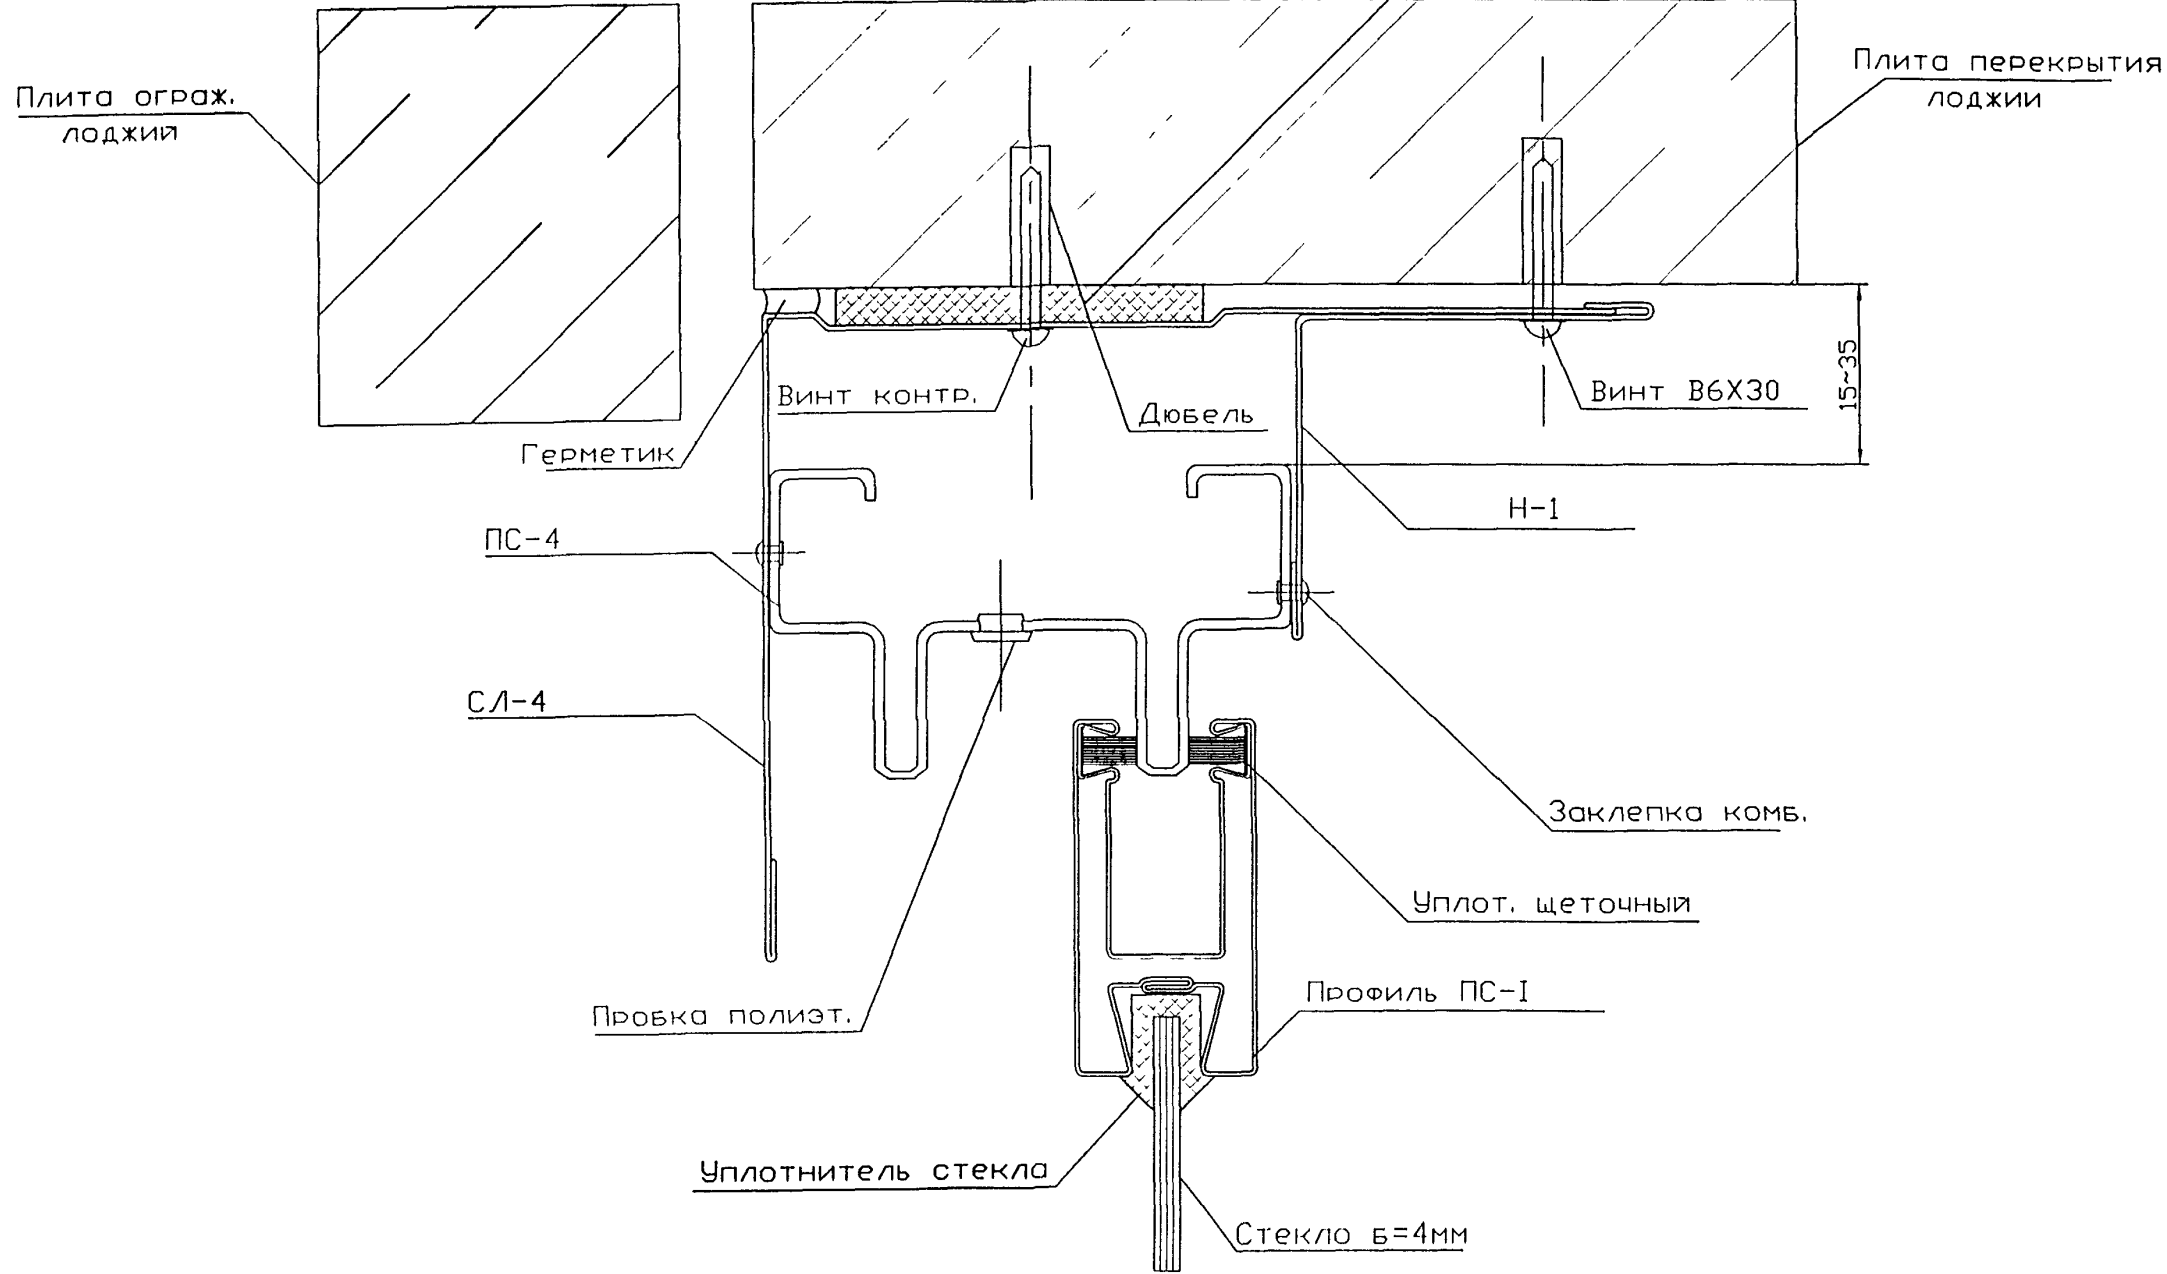 Плита перекрытия
лоджии
Плита ограж.
лоджии
15~35
Винт контр.
Винт В6Х30
Дюбель
Герметик
Н-1
ПС-4
СЛ-4
Заклепка комб.
Уплот. щеточный
Профиль ПС-I
Пробка полиэт.
Уплотнитель стекла
Стекло Б=4мм